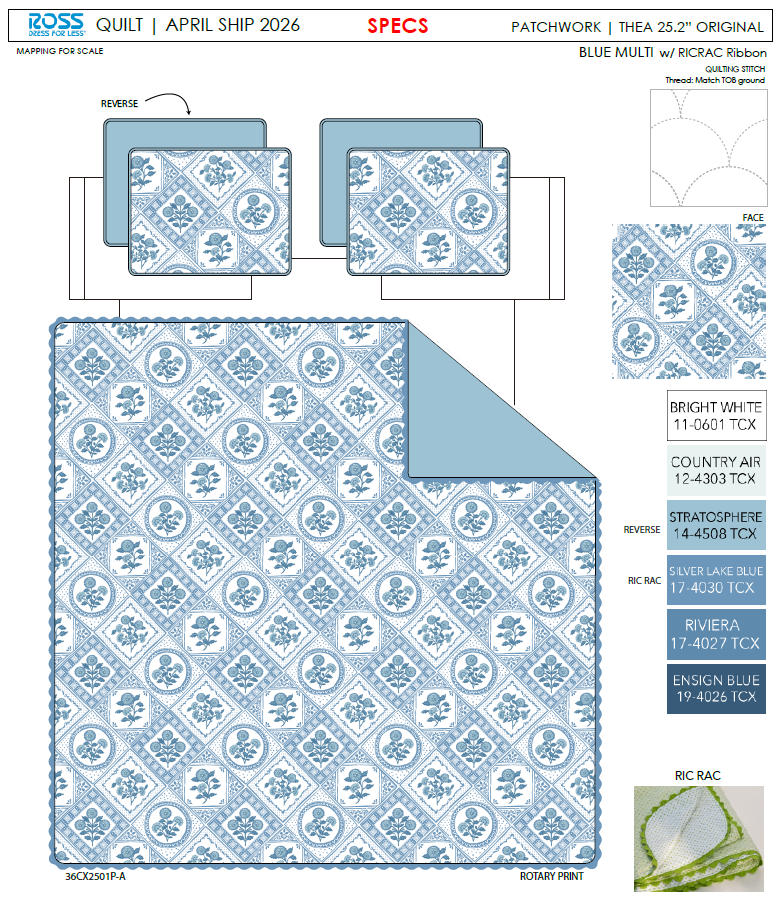 ROSS
DRESS FOR LESS®
QUILT | APRIL SHIP 2026
SPECS
PATCHWORK | THEA 25.2” ORIGINAL
MAPPING FOR SCALE
BLUE MULTI w/ RICRAC Ribbon
QUILTING STITCH
Thread: Match TOB ground
REVERSE
FACE
BRIGHT WHITE
11-0601 TCX
COUNTRY AIR
12-4303 TCX
REVERSE
STRATOSPHERE
14-4508 TCX
RIC RAC
SILVER LAKE BLUE
17-4030 TCX
RIVIERA
17-4027 TCX
ENSIGN BLUE
19-4026 TCX
RIC RAC
36CX2501P-A
ROTARY PRINT